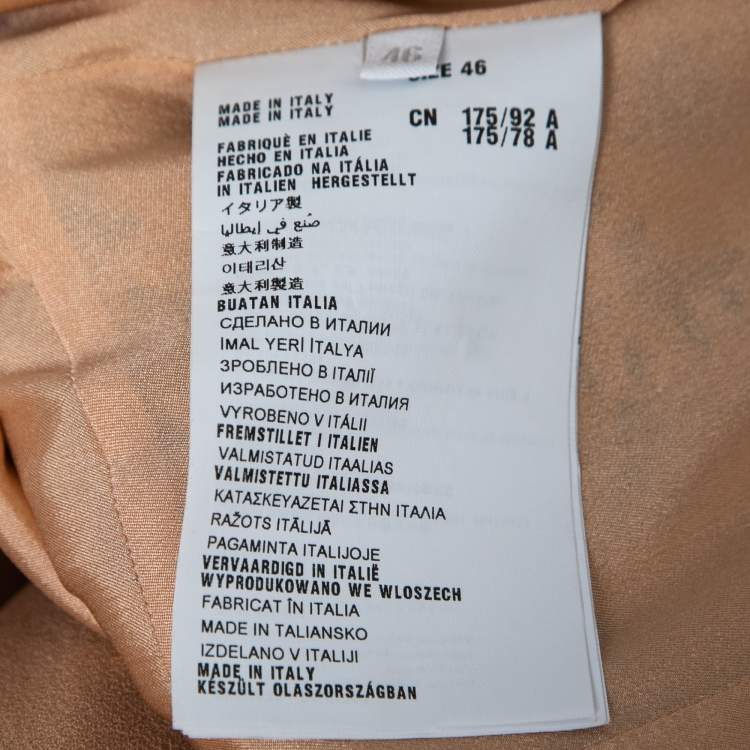 46
SIZE 46
MADE IN ITALY
MADE IN ITALY
CN 175/92 A
175/78 A
FABRIQUÈ EN ITALIE
HECHO EN ITALIA
FABRICADO NA ITÁLIA
IN ITALIEN HERGESTELLT
イタリア製
صُنع في إيطاليا
意大利制造
이테리산
意大利製造
BUATAN ITALIA
СДЕЛАНО В ИТАЛИИ
İMAL YERİ İTALYA
ЗРОБЛЕНО В ІТАЛІЇ
ИЗРАБОТЕНО В ИТАЛИЯ
VYROBENO V ITÁLII
FREMSTILLET I ITALIEN
VALMISTATUD ITAALIAS
VALMISTETTU ITALIASSA
ΚΑΤΑΣΚΕΥΑΖΕΤΑΙ ΣΤΗΝ ΙΤΑΛΙΑ
RAŽOTS ITĀLIJĀ
PAGAMINTA ITALIJOJE
VERVAARDIGD IN ITALIË
WYPRODUKOWANO WE WLOSZECH
FABRICAT ÎN ITALIA
MADE IN TALIANSKO
IZDELANO V ITALIJI
MADE IN ITALY
KÉSZÜLT OLASZORSZÁGBAN